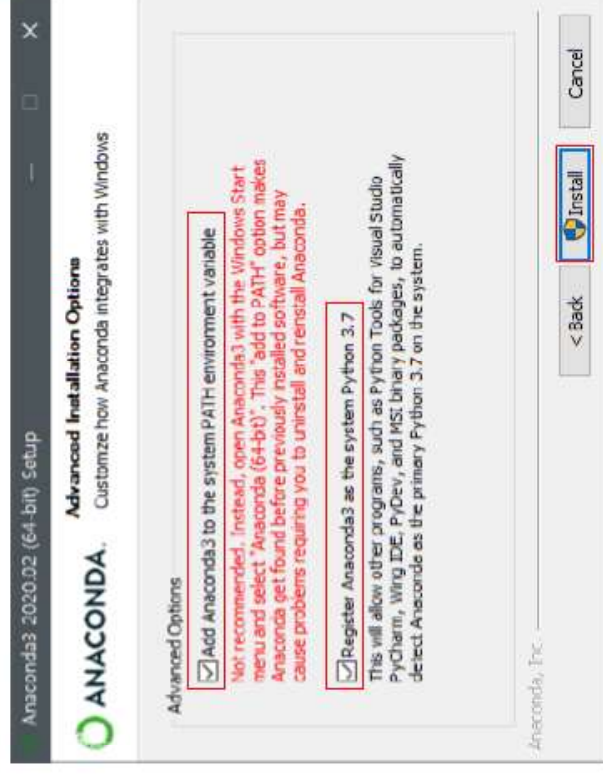 Anaconda3 2020.02 (64-bit) Setup
ANACONDA.
Advanced Installation Options
Customize how Anaconda integrates with Windows
Advanced Options
Add Anaconda3 to the system PATH environment variable
Not recommended. Instead, open Anaconda3 with the Windows Start
menu and select "Anaconda (64-bit)". This "add to PATH" option makes
Anaconda get found before previously installed software, but may
cause problems requiring you to uninstall and reinstall Anaconda.
Register Anaconda3 as the system Python 3.7
This will allow other programs, such as Python Tools for Visual Studio
PyCharm, Wing IDE, PyDev, and MSI binary packages, to automatically
detect Anaconda as the primary Python 3.7 on the system.
Anaconda, Inc.
< Back
Install
Cancel